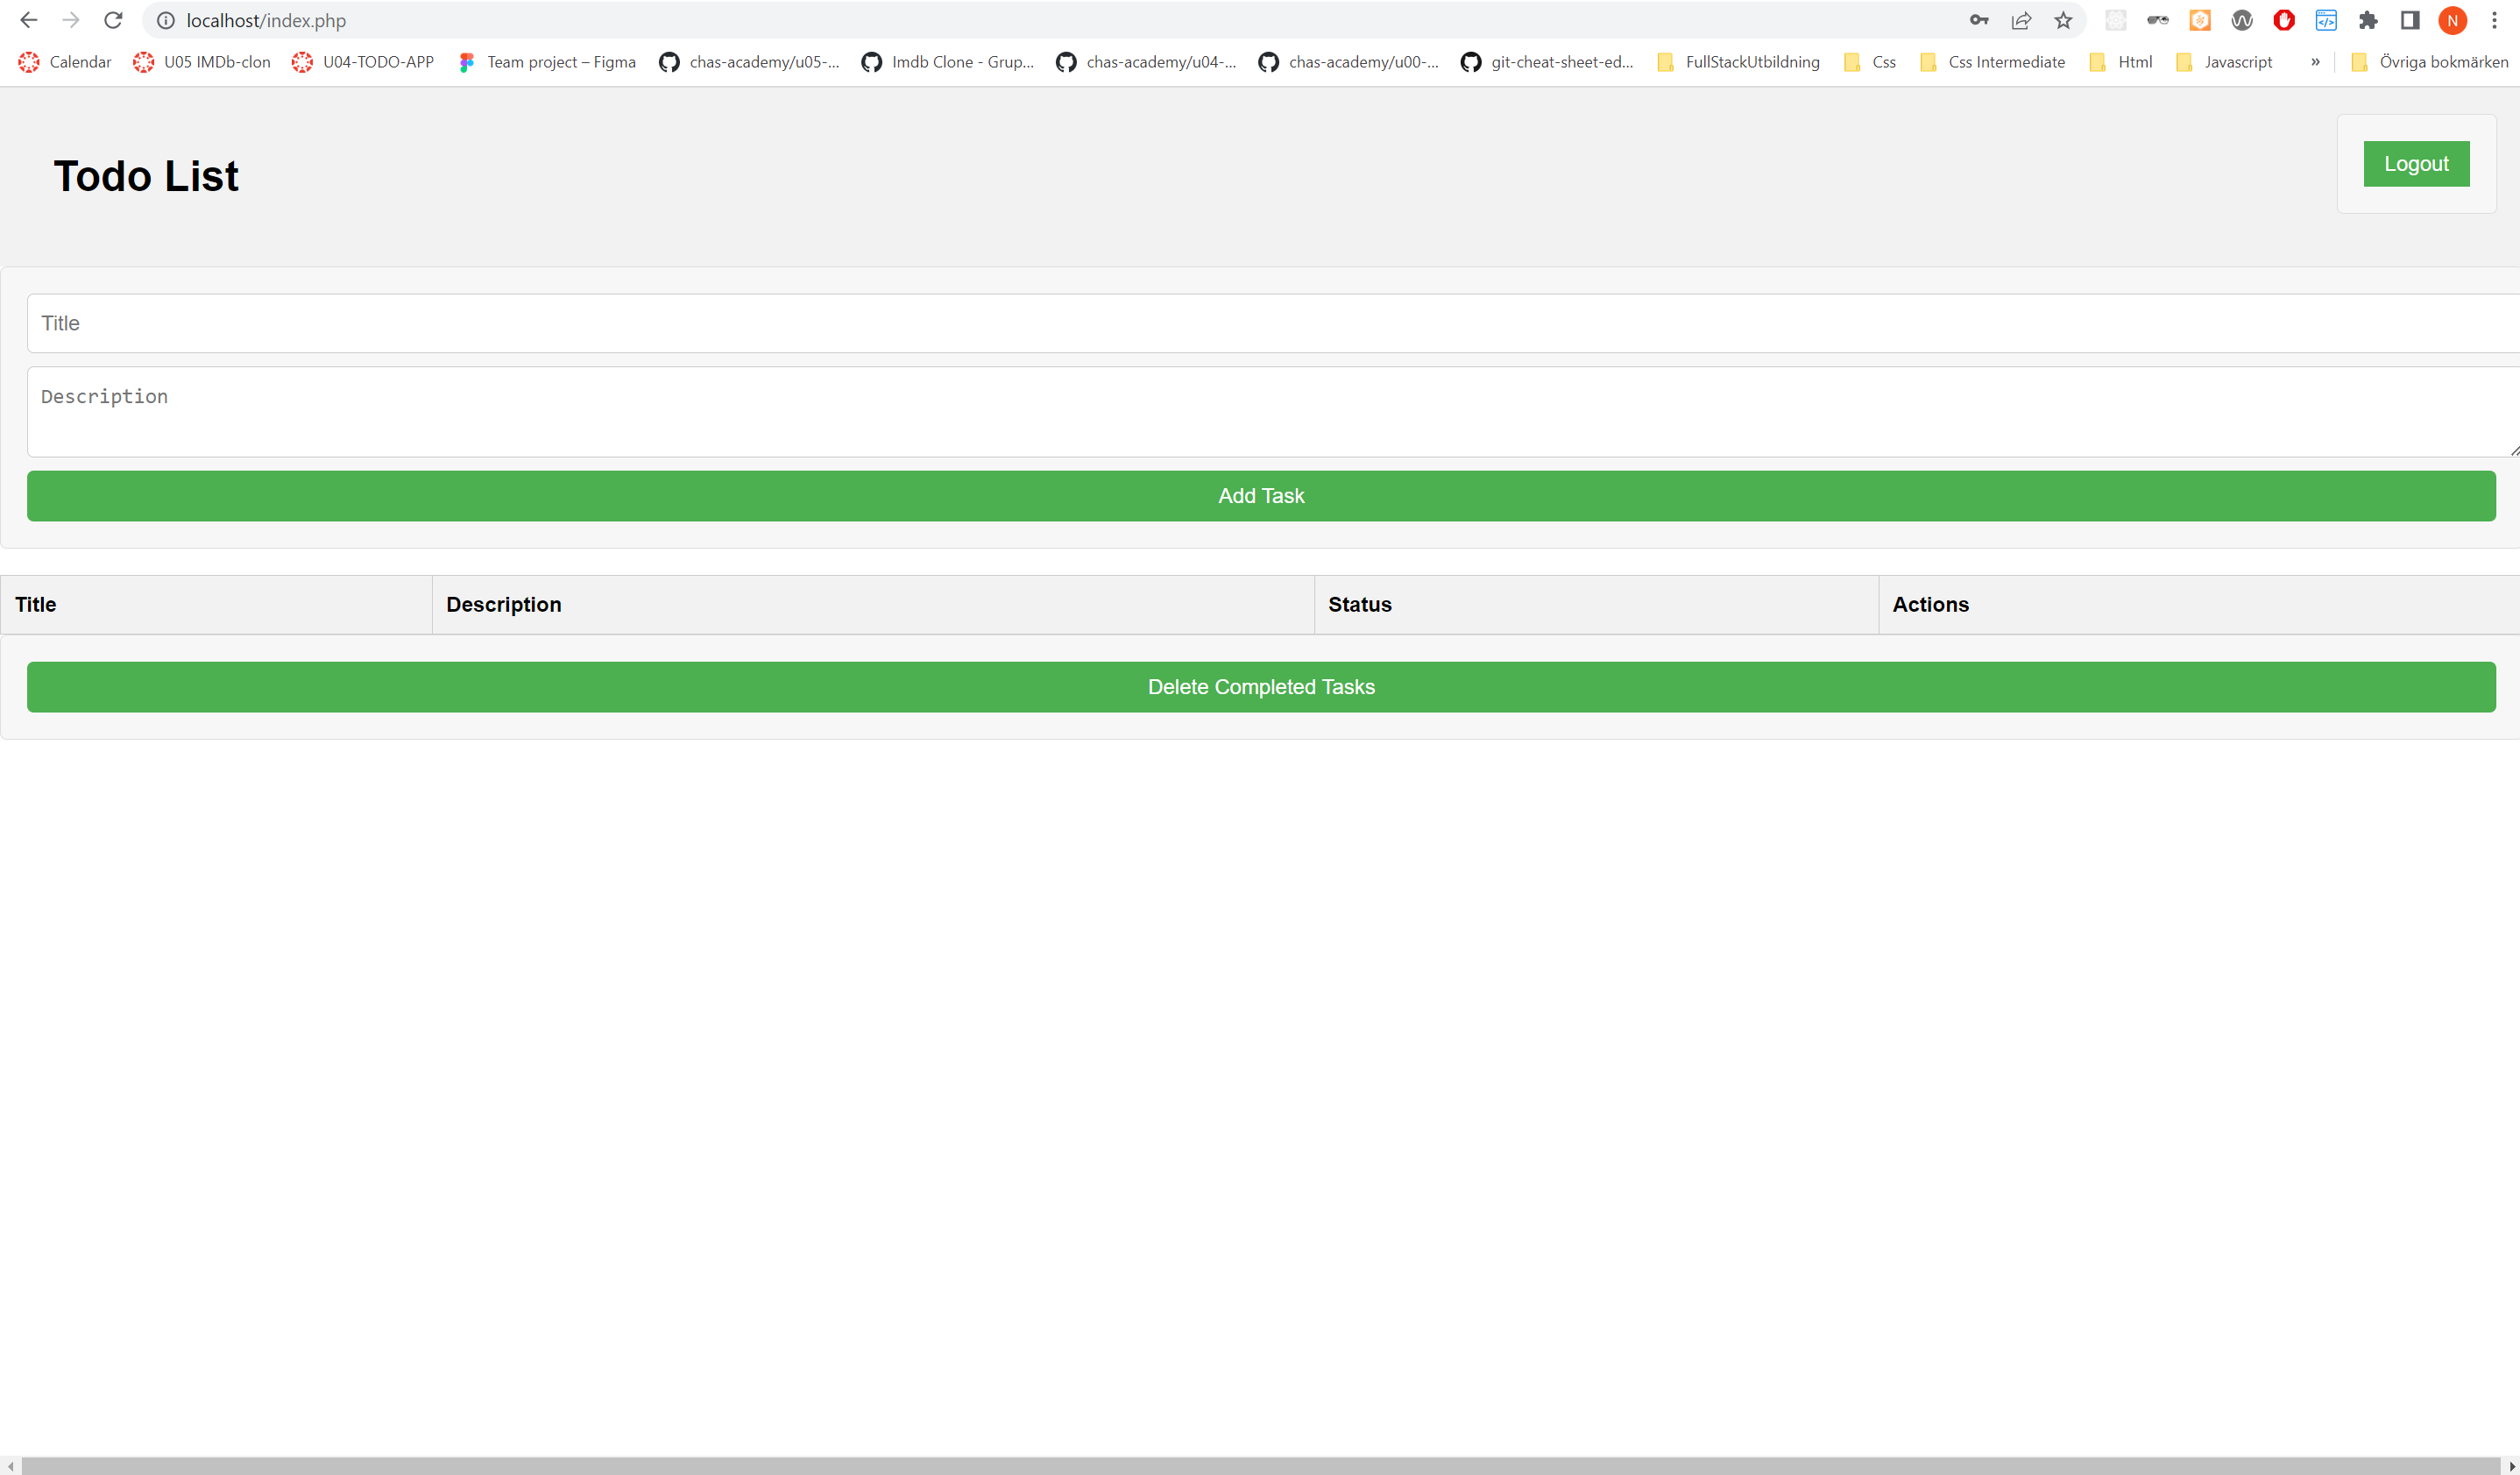 localhost/index.php
N
Calendar U05 IMDb-clon U04-TODO-APP Team project – Figma chas-academy/u05-... Imdb Clone - Grup... chas-academy/u04-... chas-academy/u00-... git-cheat-sheet-ed... FullStackUtbildning Css Css Intermediate Html Javascript » Övriga bokmärken
Todo List
Logout
Title
Description
Add Task
Title Description Status Actions
Delete Completed Tasks